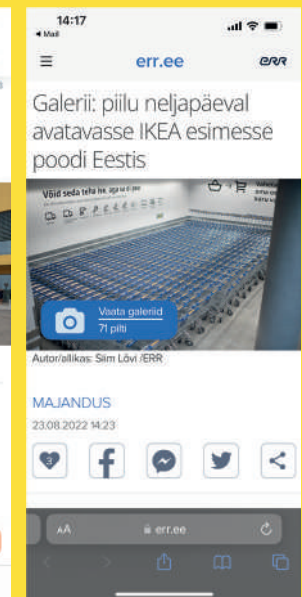 14:17
Mail
err.ee
err
Galerii: piilu neljapäeval
avatavasse IKEA esimesse
poodi Eestis
Võid seda teha ise,
Vaata galeriid
71 pilti
Autor/allikas: Siim Lõvi /ERR
MAJANDUS
23.08.2022 14:23
3
AA
err.ee